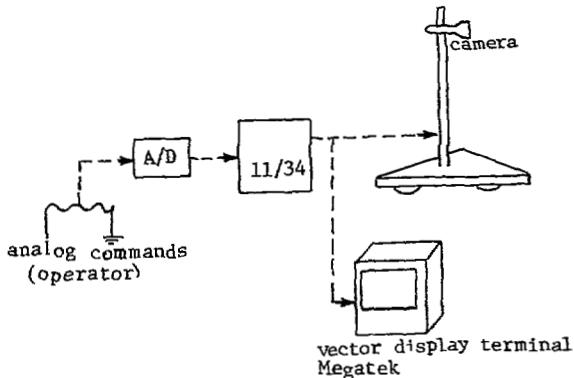 camera
A/D
11/34
analog commands
(operator)
vector display terminal
Megatek